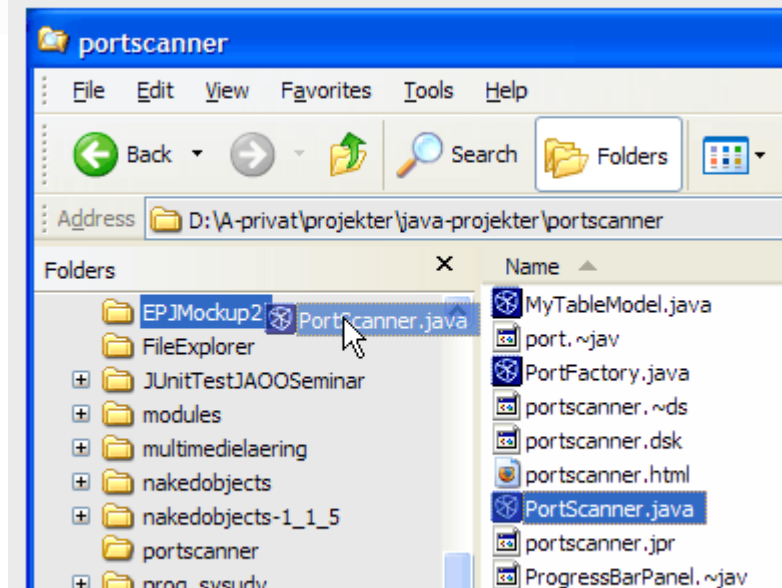 portscanner
File Edit View Favorites Tools Help
Back Search Folders
Address D:\A-privat\projekter\java-projekter\portscanner
Folders
EPJMockup2
PortScanner.java
FileExplorer
JUnitTestJAOOSeminar
modules
multimedielaering
nakedobjects
nakedobjects-1_1_5
portscanner
prog_sysudv
Name
MyTableModel.java
port.~jav
PortFactory.java
portscanner.~ds
portscanner.dsk
portscanner.html
PortScanner.java
portscanner.jpr
ProgressBarPanel.~jav